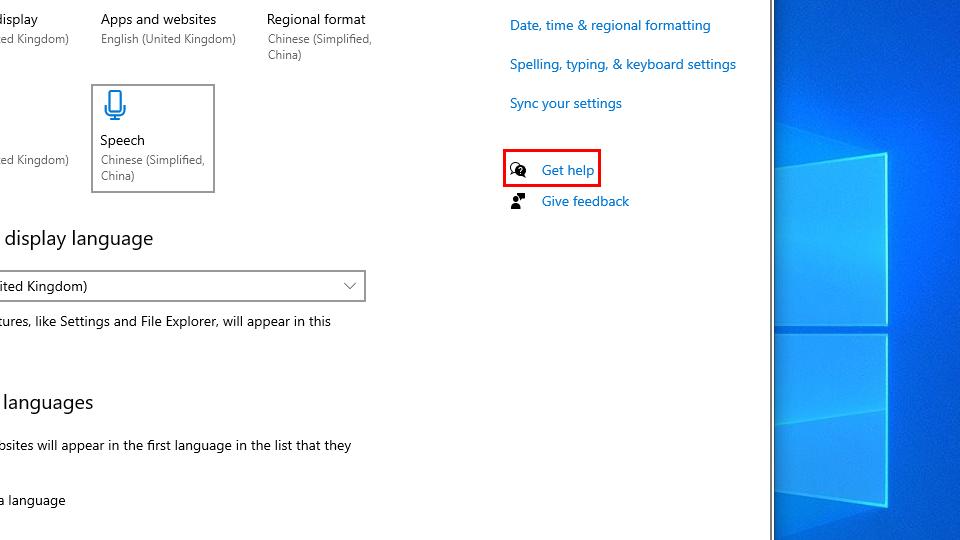 display
ed Kingdom)
Apps and websites
English (United Kingdom)
Regional format
Chinese (Simplified,
China)
ed Kingdom)
Speech
Chinese (Simplified,
China)
display language
ited Kingdom)
tures, like Settings and File Explorer, will appear in this
languages
bsites will appear in the first language in the list that they
a language
Date, time & regional formatting
Spelling, typing, & keyboard settings
Sync your settings
Get help
Give feedback